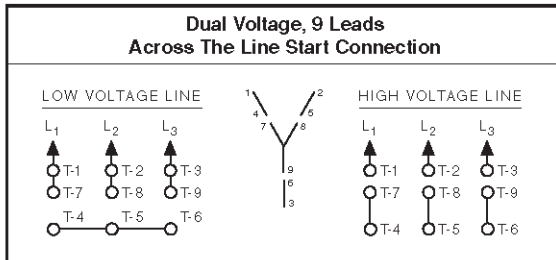 Dual Voltage, 9 Leads
Across The Line Start Connection
LOW VOLTAGE LINE
L1 L2 L3
T-1 T-2 T-3
T-7 T-8 T-9
T-4 T-5 T-6
1 2
4 5
7 8
9
6
3
HIGH VOLTAGE LINE
L1 L2 L3
T-1 T-2 T-3
T-7 T-8 T-9
T-4 T-5 T-6